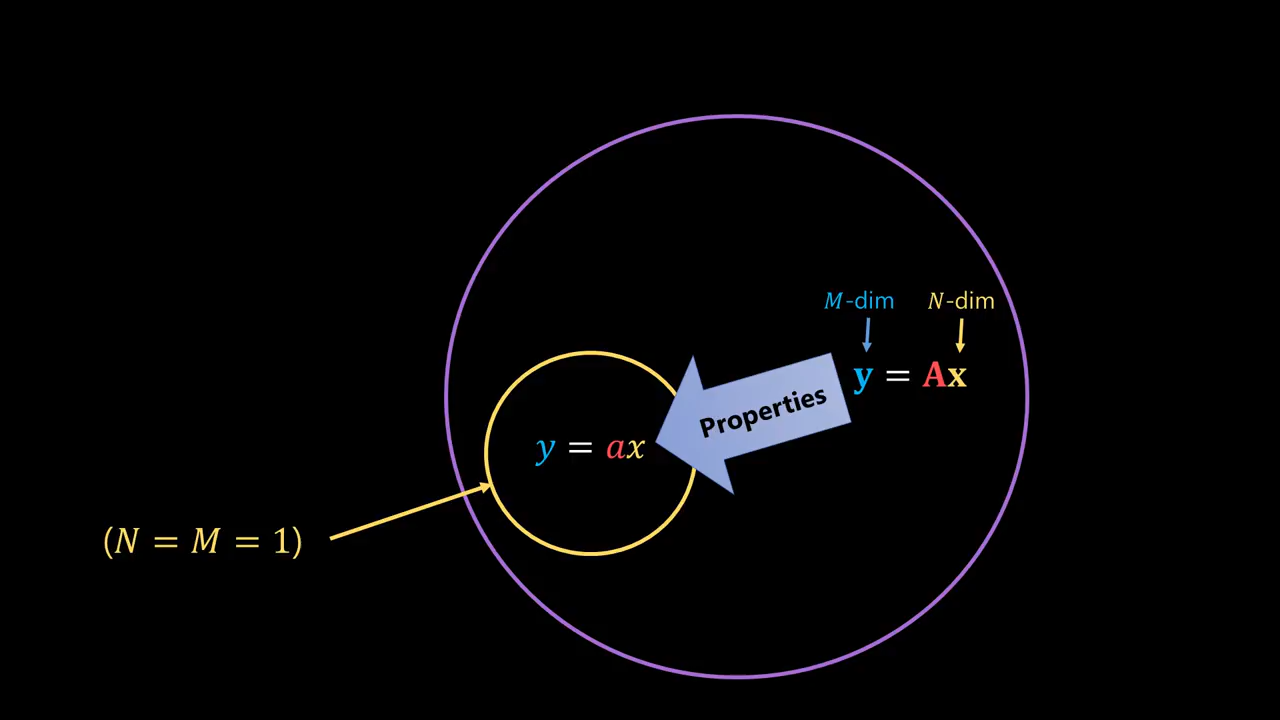 M-dim N-dim
𝐲 = 𝐀𝐱
Properties
y = ax
(N = M = 1)